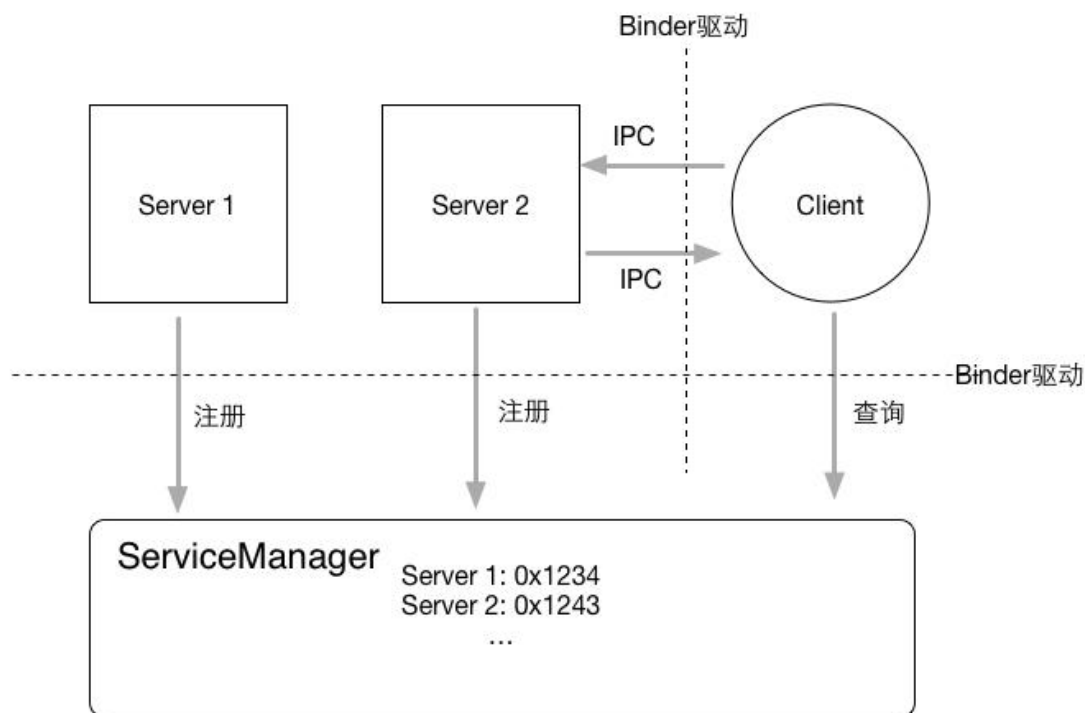 Binder驱动
IPC
Server 1
Server 2
Client
IPC
Binder驱动
注册
注册
查询
ServiceManager
Server 1: 0x1234
Server 2: 0x1243
...